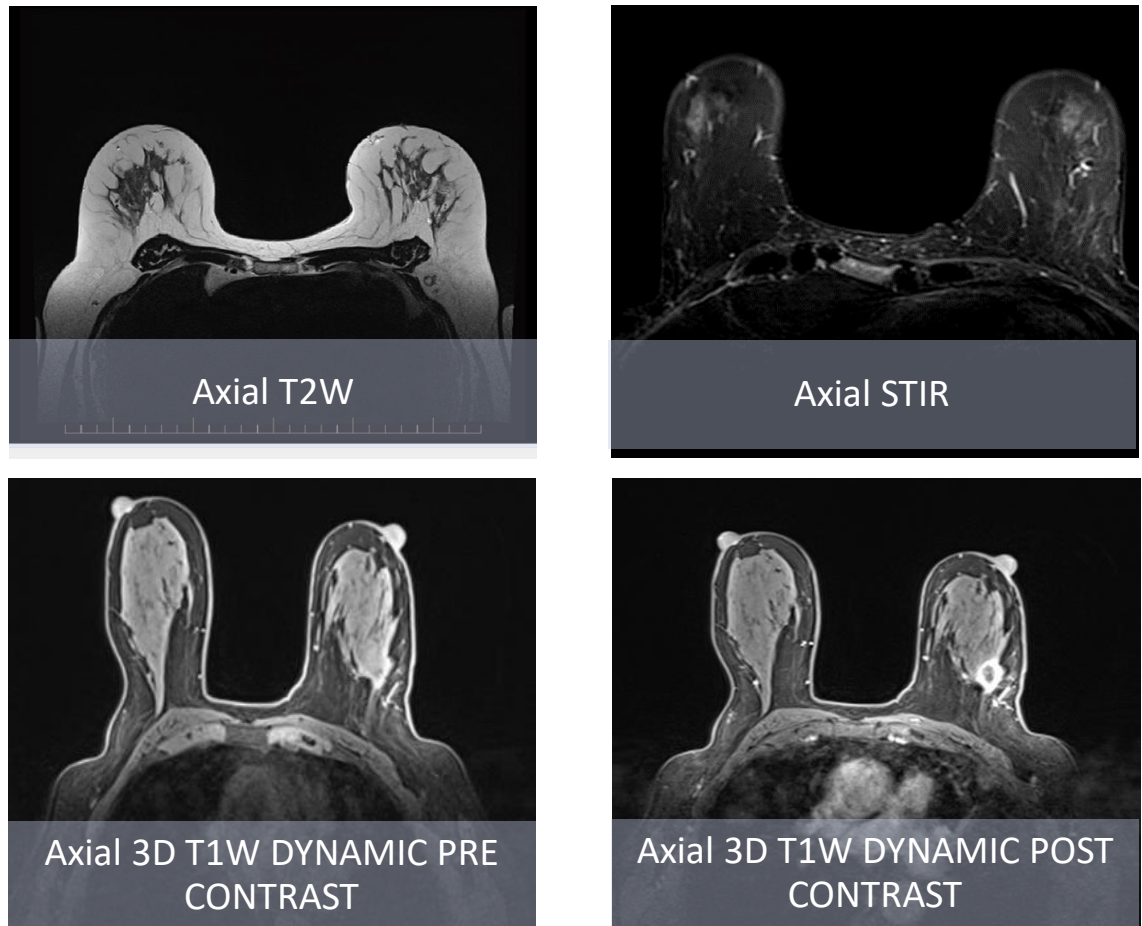 Axial T2W
Axial STIR
Axial 3D T1W DYNAMIC PRE
CONTRAST
Axial 3D T1W DYNAMIC POST
CONTRAST